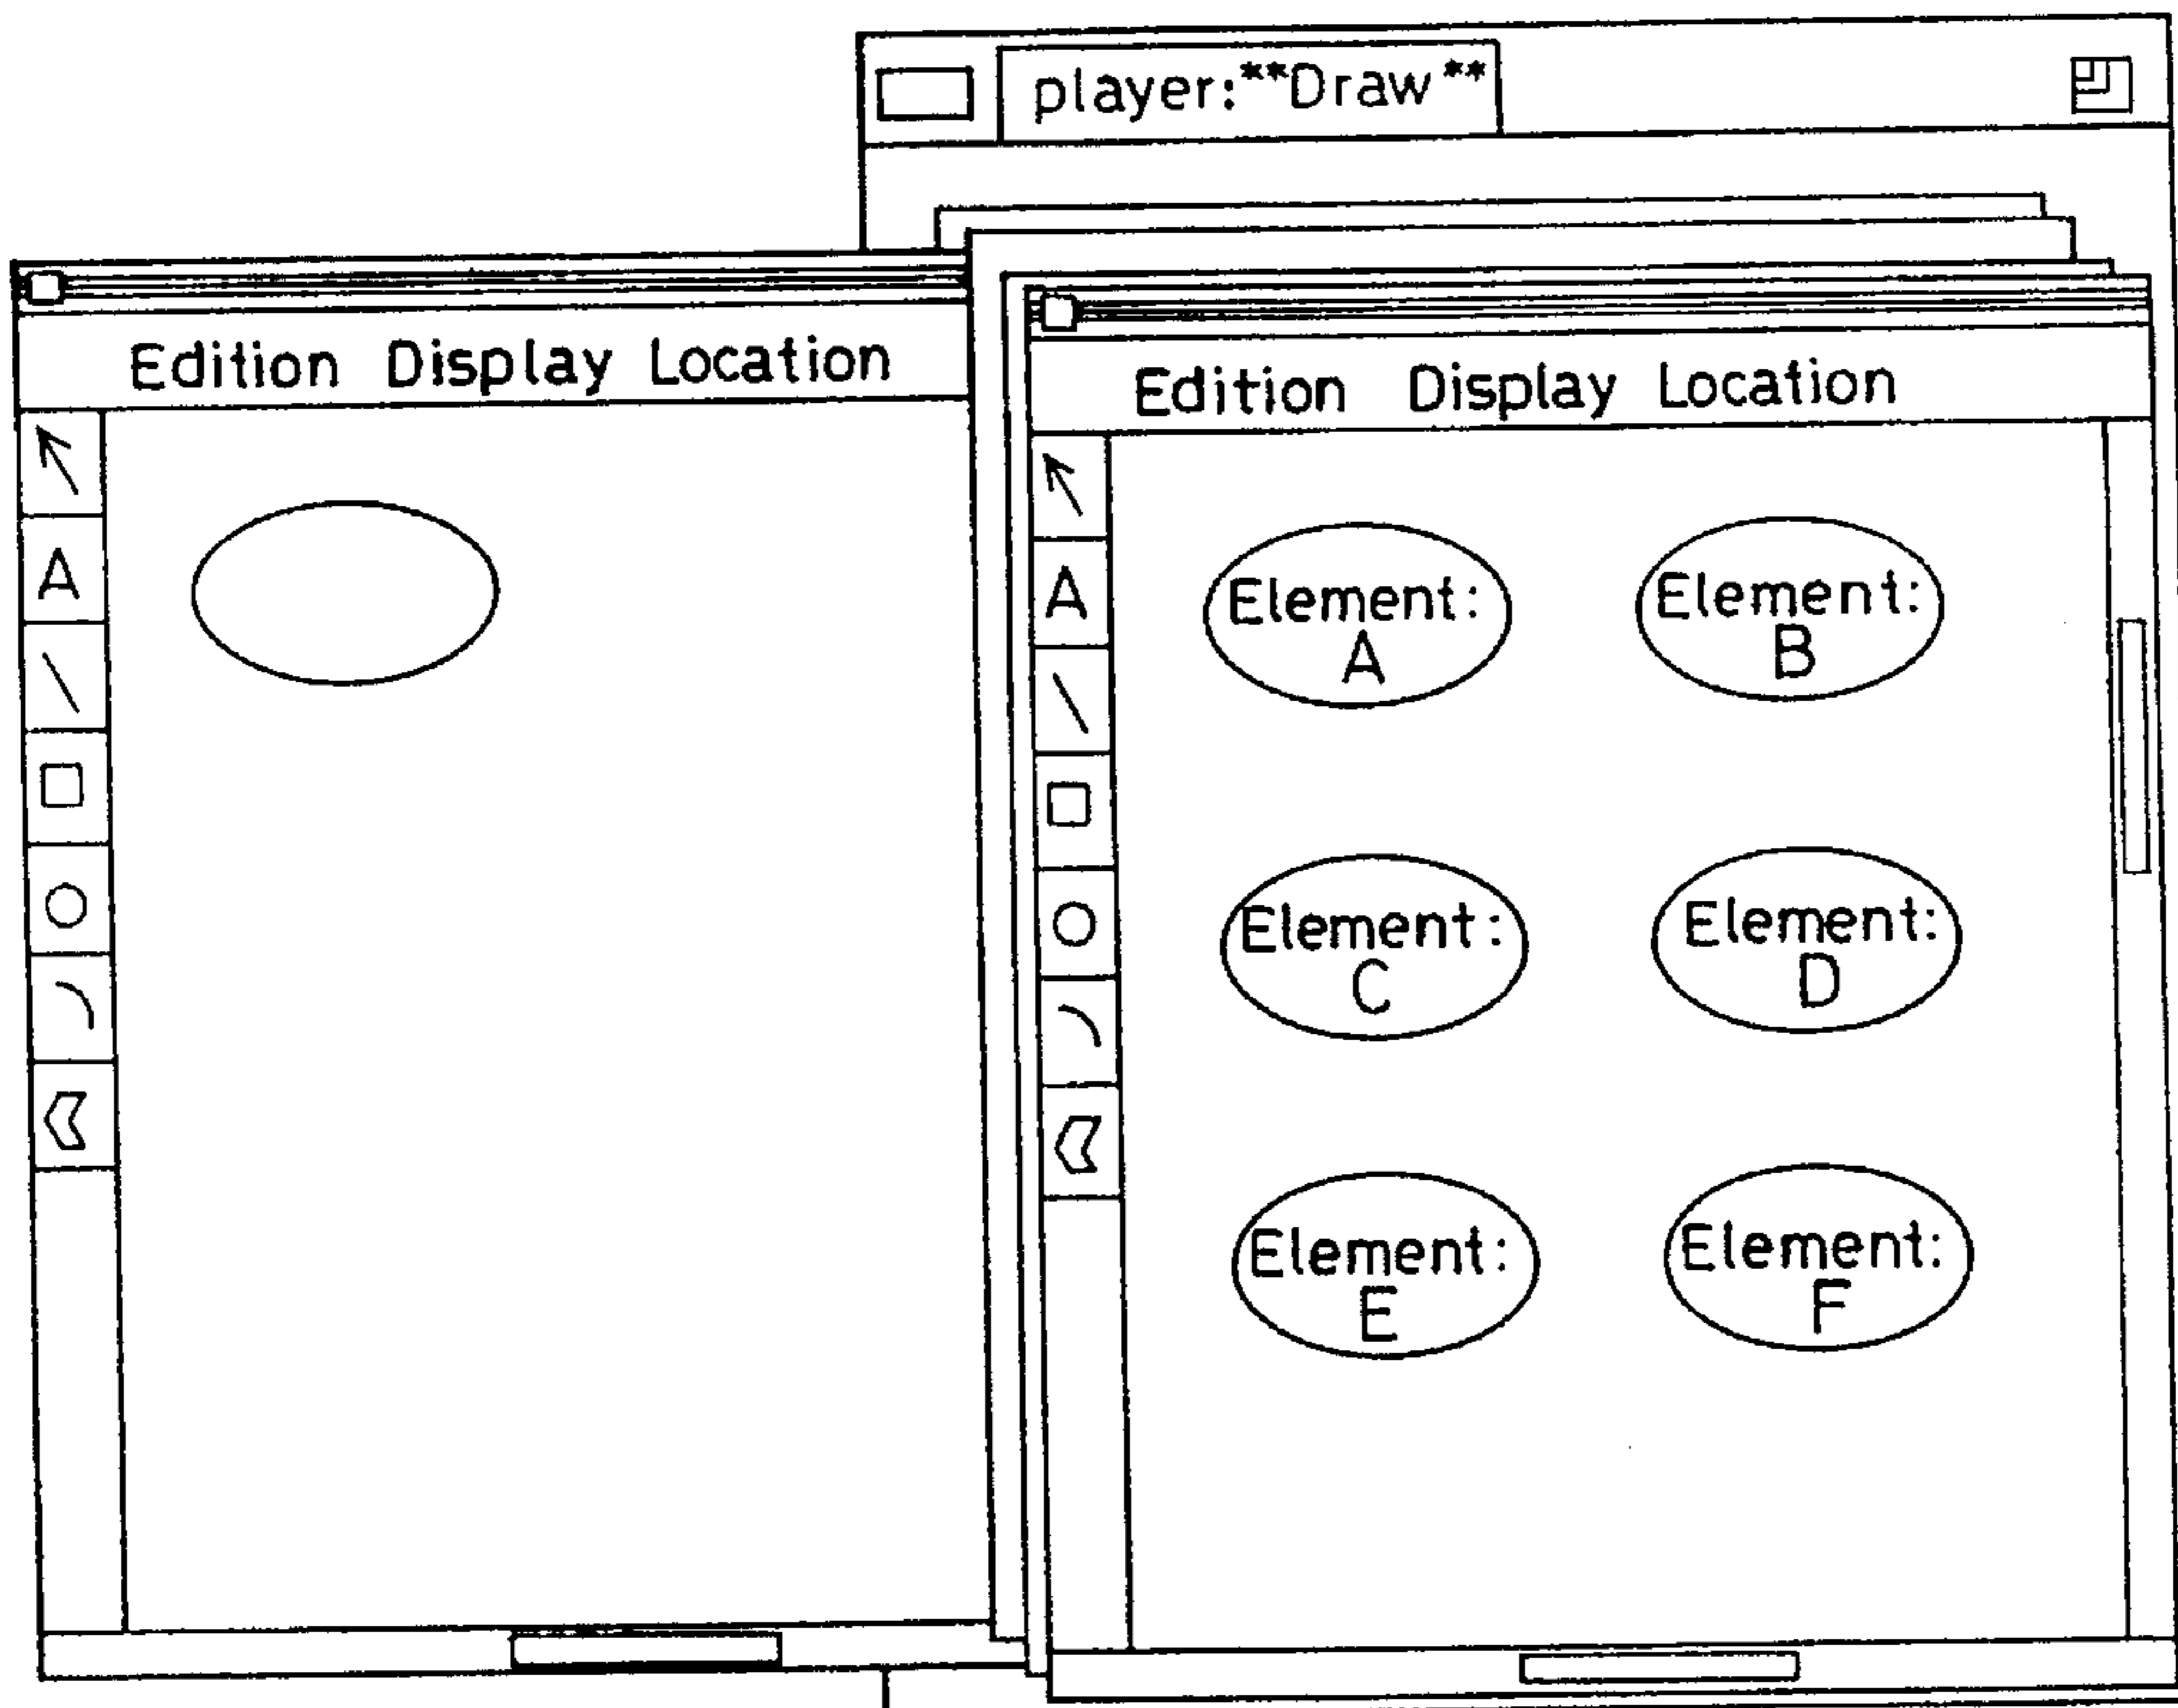 player:**Draw**
Edition Display Location
A
Edition Display Location
A
Element:
A
Element:
B
Element:
C
Element:
D
Element:
E
Element:
F